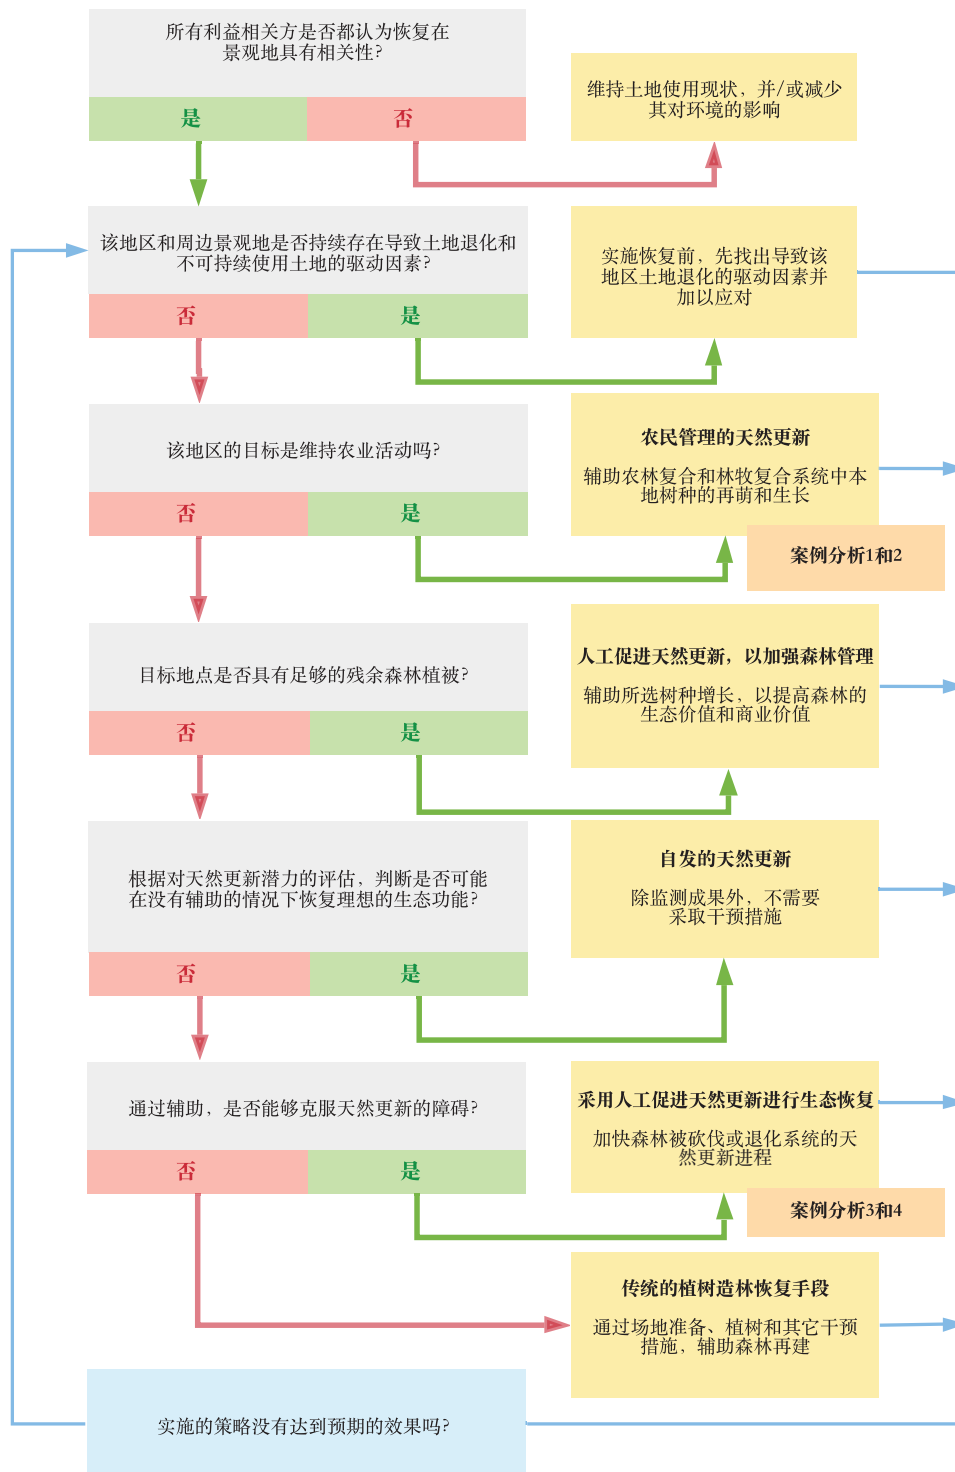 所有利益相关方是否都认为恢复在
景观地具有相关性?
是
否
维持土地使用现状，并/或减少
其对环境的影响
该地区和周边景观地是否持续存在导致土地退化和
不可持续使用土地的驱动因素?
否
是
实施恢复前，先找出导致该
地区土地退化的驱动因素并
加以应对
该地区的目标是维持农业活动吗?
否
是
农民管理的天然更新
辅助农林复合和林牧复合系统中本
地树种的再萌和生长
案例分析1和2
目标地点是否具有足够的残余森林植被?
否
是
人工促进天然更新，以加强森林管理
辅助所选树种增长，以提高森林的
生态价值和商业价值
根据对天然更新潜力的评估，判断是否可能
在没有辅助的情况下恢复理想的生态功能?
否
是
自发的天然更新
除监测成果外，不需要
采取干预措施
通过辅助，是否能够克服天然更新的障碍?
否
是
采用人工促进天然更新进行生态恢复
加快森林被砍伐或退化系统的天
然更新进程
案例分析3和4
传统的植树造林恢复手段
通过场地准备、植树和其它干预
措施，辅助森林再建
实施的策略没有达到预期的效果吗?